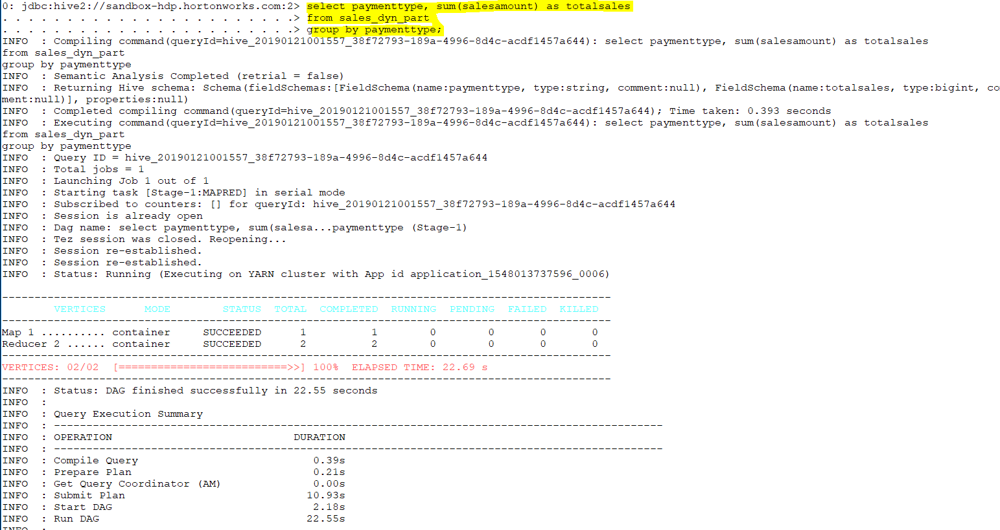 0: jdbc:hive2://sandbox-hdp.hortonworks.com:2> select paymenttype, sum(salesamount) as totalsales
. . . . . . . . . . . . . . . . . . . . . . .> from sales_dyn_part
. . . . . . . . . . . . . . . . . . . . . . .> group by paymenttype;
INFO  : Compiling command(queryId=hive_20190121001557_38f72793-189a-4996-8d4c-acdf1457a644): select paymenttype, sum(salesamount) as totalsales
from sales_dyn_part
group by paymenttype
INFO  : Semantic Analysis Completed (retrial = false)
INFO  : Returning Hive schema: Schema(fieldSchemas:[FieldSchema(name:paymenttype, type:string, comment:null), FieldSchema(name:totalsales, type:bigint, co
ment:null)], properties:null)
INFO  : Completed compiling command(queryId=hive_20190121001557_38f72793-189a-4996-8d4c-acdf1457a644); Time taken: 0.393 seconds
INFO  : Executing command(queryId=hive_20190121001557_38f72793-189a-4996-8d4c-acdf1457a644): select paymenttype, sum(salesamount) as totalsales
from sales_dyn_part
group by paymenttype
INFO  : Query ID = hive_20190121001557_38f72793-189a-4996-8d4c-acdf1457a644
INFO  : Total jobs = 1
INFO  : Launching Job 1 out of 1
INFO  : Starting task [Stage-1:MAPRED] in serial mode
INFO  : Subscribed to counters: [] for queryId: hive_20190121001557_38f72793-189a-4996-8d4c-acdf1457a644
INFO  : Session is already open
INFO  : Dag name: select paymenttype, sum(salesa...paymenttype (Stage-1)
INFO  : Tez session was closed. Reopening...
INFO  : Session re-established.
INFO  : Session re-established.
INFO  : Status: Running (Executing on YARN cluster with App id application_1548013737596_0006)
----------------------------------------------------------------------------------------------
        VERTICES      MODE        STATUS  TOTAL  COMPLETED  RUNNING  PENDING  FAILED  KILLED
----------------------------------------------------------------------------------------------
Map 1 .......... container     SUCCEEDED      1          1        0        0       0       0
Reducer 2 ...... container     SUCCEEDED      2          2        0        0       0       0
----------------------------------------------------------------------------------------------
VERTICES: 02/02  [==========================>>] 100%  ELAPSED TIME: 22.69 s
----------------------------------------------------------------------------------------------
INFO  : Status: DAG finished successfully in 22.55 seconds
INFO  :
INFO  : Query Execution Summary
INFO  : ----------------------------------------------------------------------------------------------
INFO  : OPERATION                            DURATION
INFO  : ----------------------------------------------------------------------------------------------
INFO  : Compile Query                           0.39s
INFO  : Prepare Plan                            0.21s
INFO  : Get Query Coordinator (AM)              0.00s
INFO  : Submit Plan                            10.93s
INFO  : Start DAG                               2.18s
INFO  : Run DAG                                22.55s
INFO  :